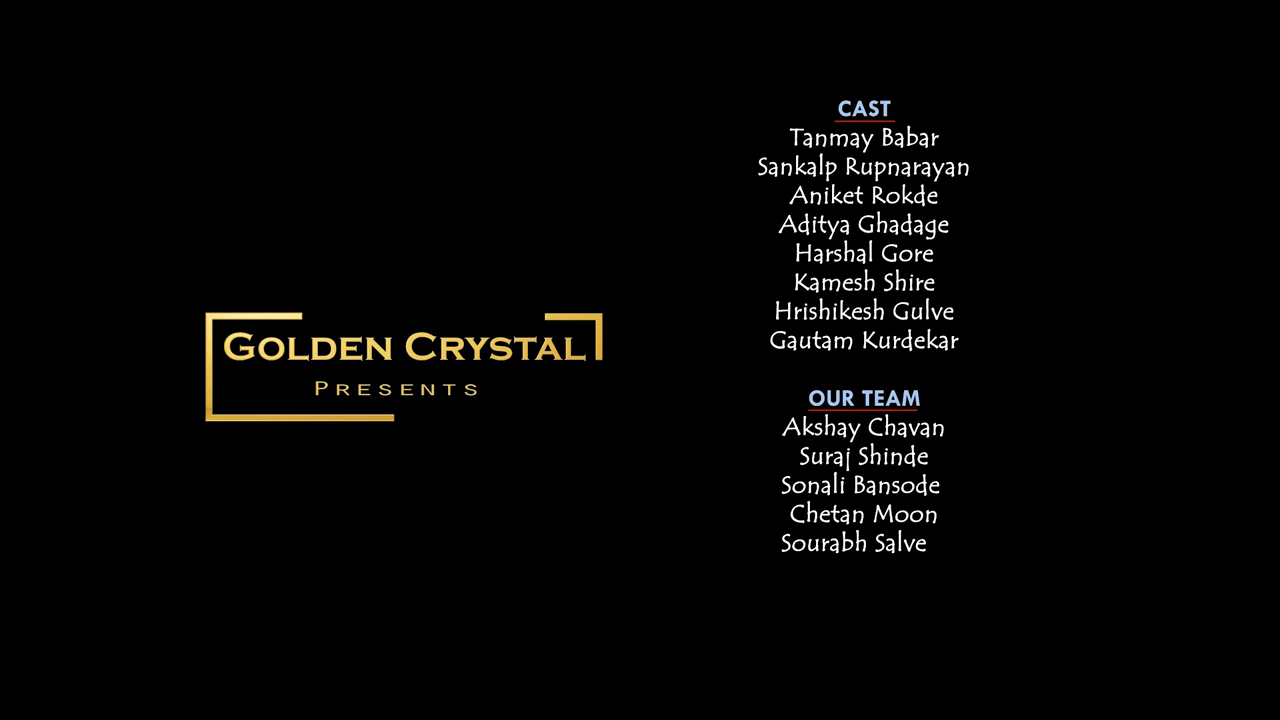 GOLDEN CRYSTAL
PRESENTS
CAST
Tanmay Babar
Sankalp Rupnarayan
Aniket Rokde
Aditya Ghadage
Harshal Gore
Kamesh Shire
Hrishikesh Gulve
Gautam Kurdekar
OUR TEAM
Akshay Chavan
Suraj Shinde
Sonali Bansode
Chetan Moon
Sourabh Salve